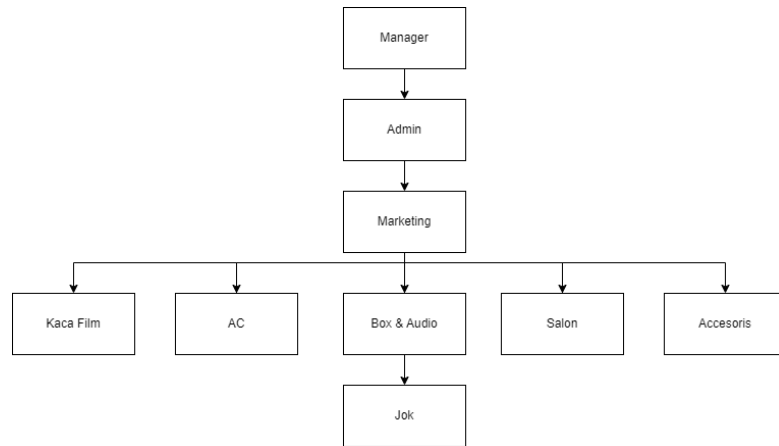 Manager
Admin
Marketing
Kaca Film
AC
Box & Audio
Salon
Accesoris
Jok